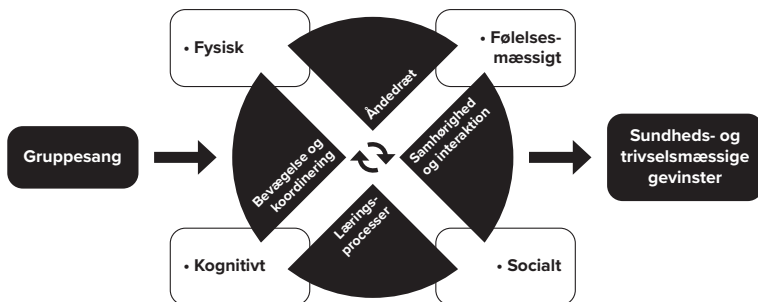 • Fysisk
• Følelses-
mæssigt
Åndedræt
Gruppesang
Bevægelse og
koordinering
Samhørighed
og interaktion
Sundheds- og
trivselsmæssige
gevinster
Lærings-
processer
• Kognitivt
• Socialt